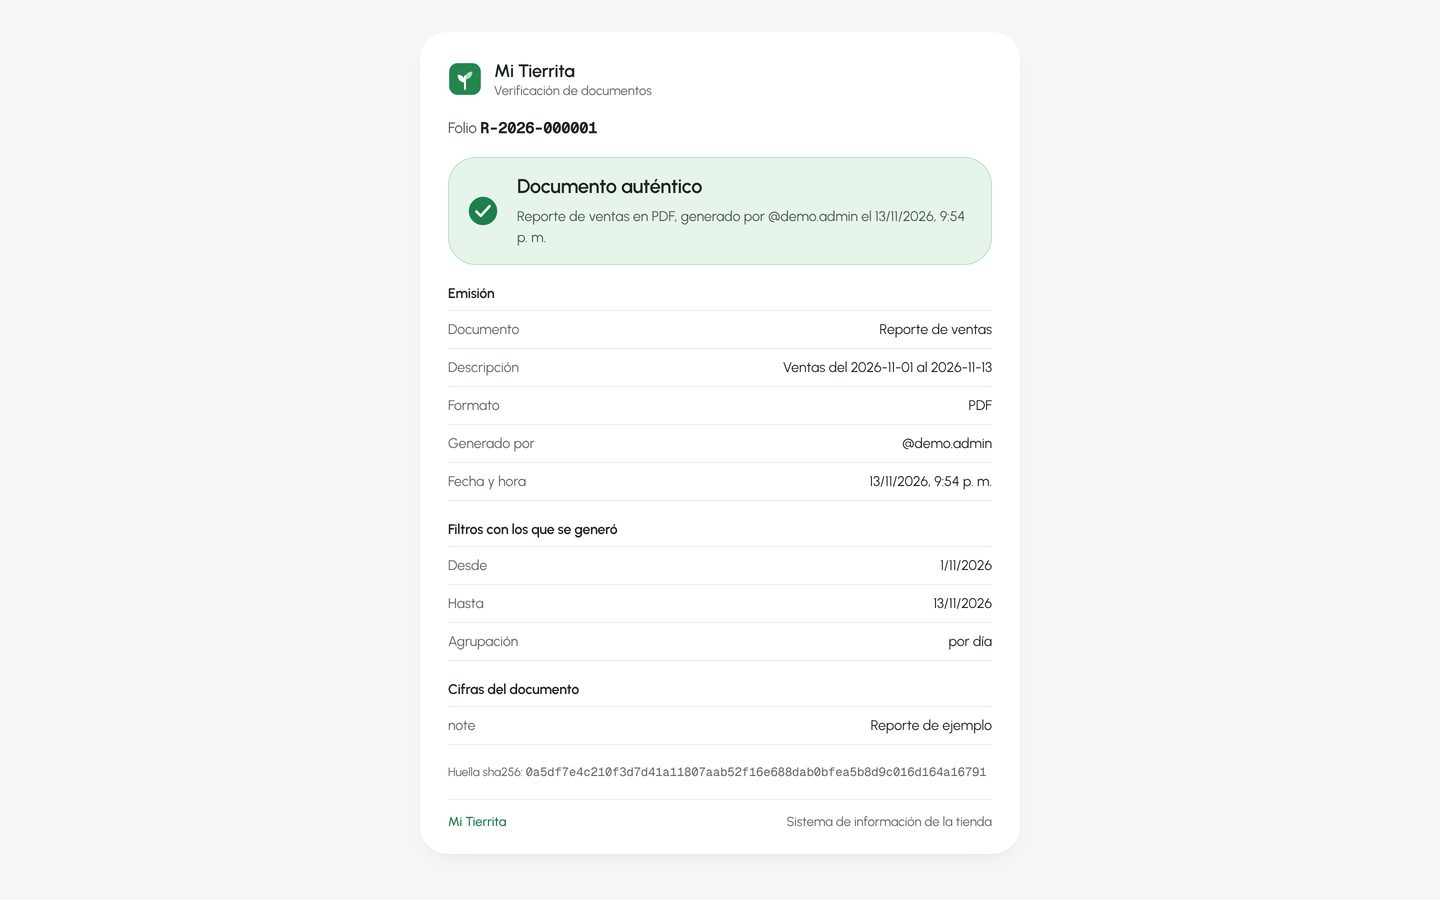 Mi Tierrita
Verificación de documentos
Folio R-2026-000001
Documento auténtico
Reporte de ventas en PDF, generado por @demo.admin el 13/11/2026, 9:54
p. m.
Emisión
Documento Reporte de ventas
Descripción Ventas del 2026-11-01 al 2026-11-13
Formato PDF
Generado por @demo.admin
Fecha y hora 13/11/2026, 9:54 p. m.
Filtros con los que se generó
Desde 1/11/2026
Hasta 13/11/2026
Agrupación por día
Cifras del documento
note Reporte de ejemplo
Huella sha256: 0a5df7e4c210f3d7d41a11807aab52f16e688dab0bfea5b8d9c016d164a16791
Mi Tierrita Sistema de información de la tienda